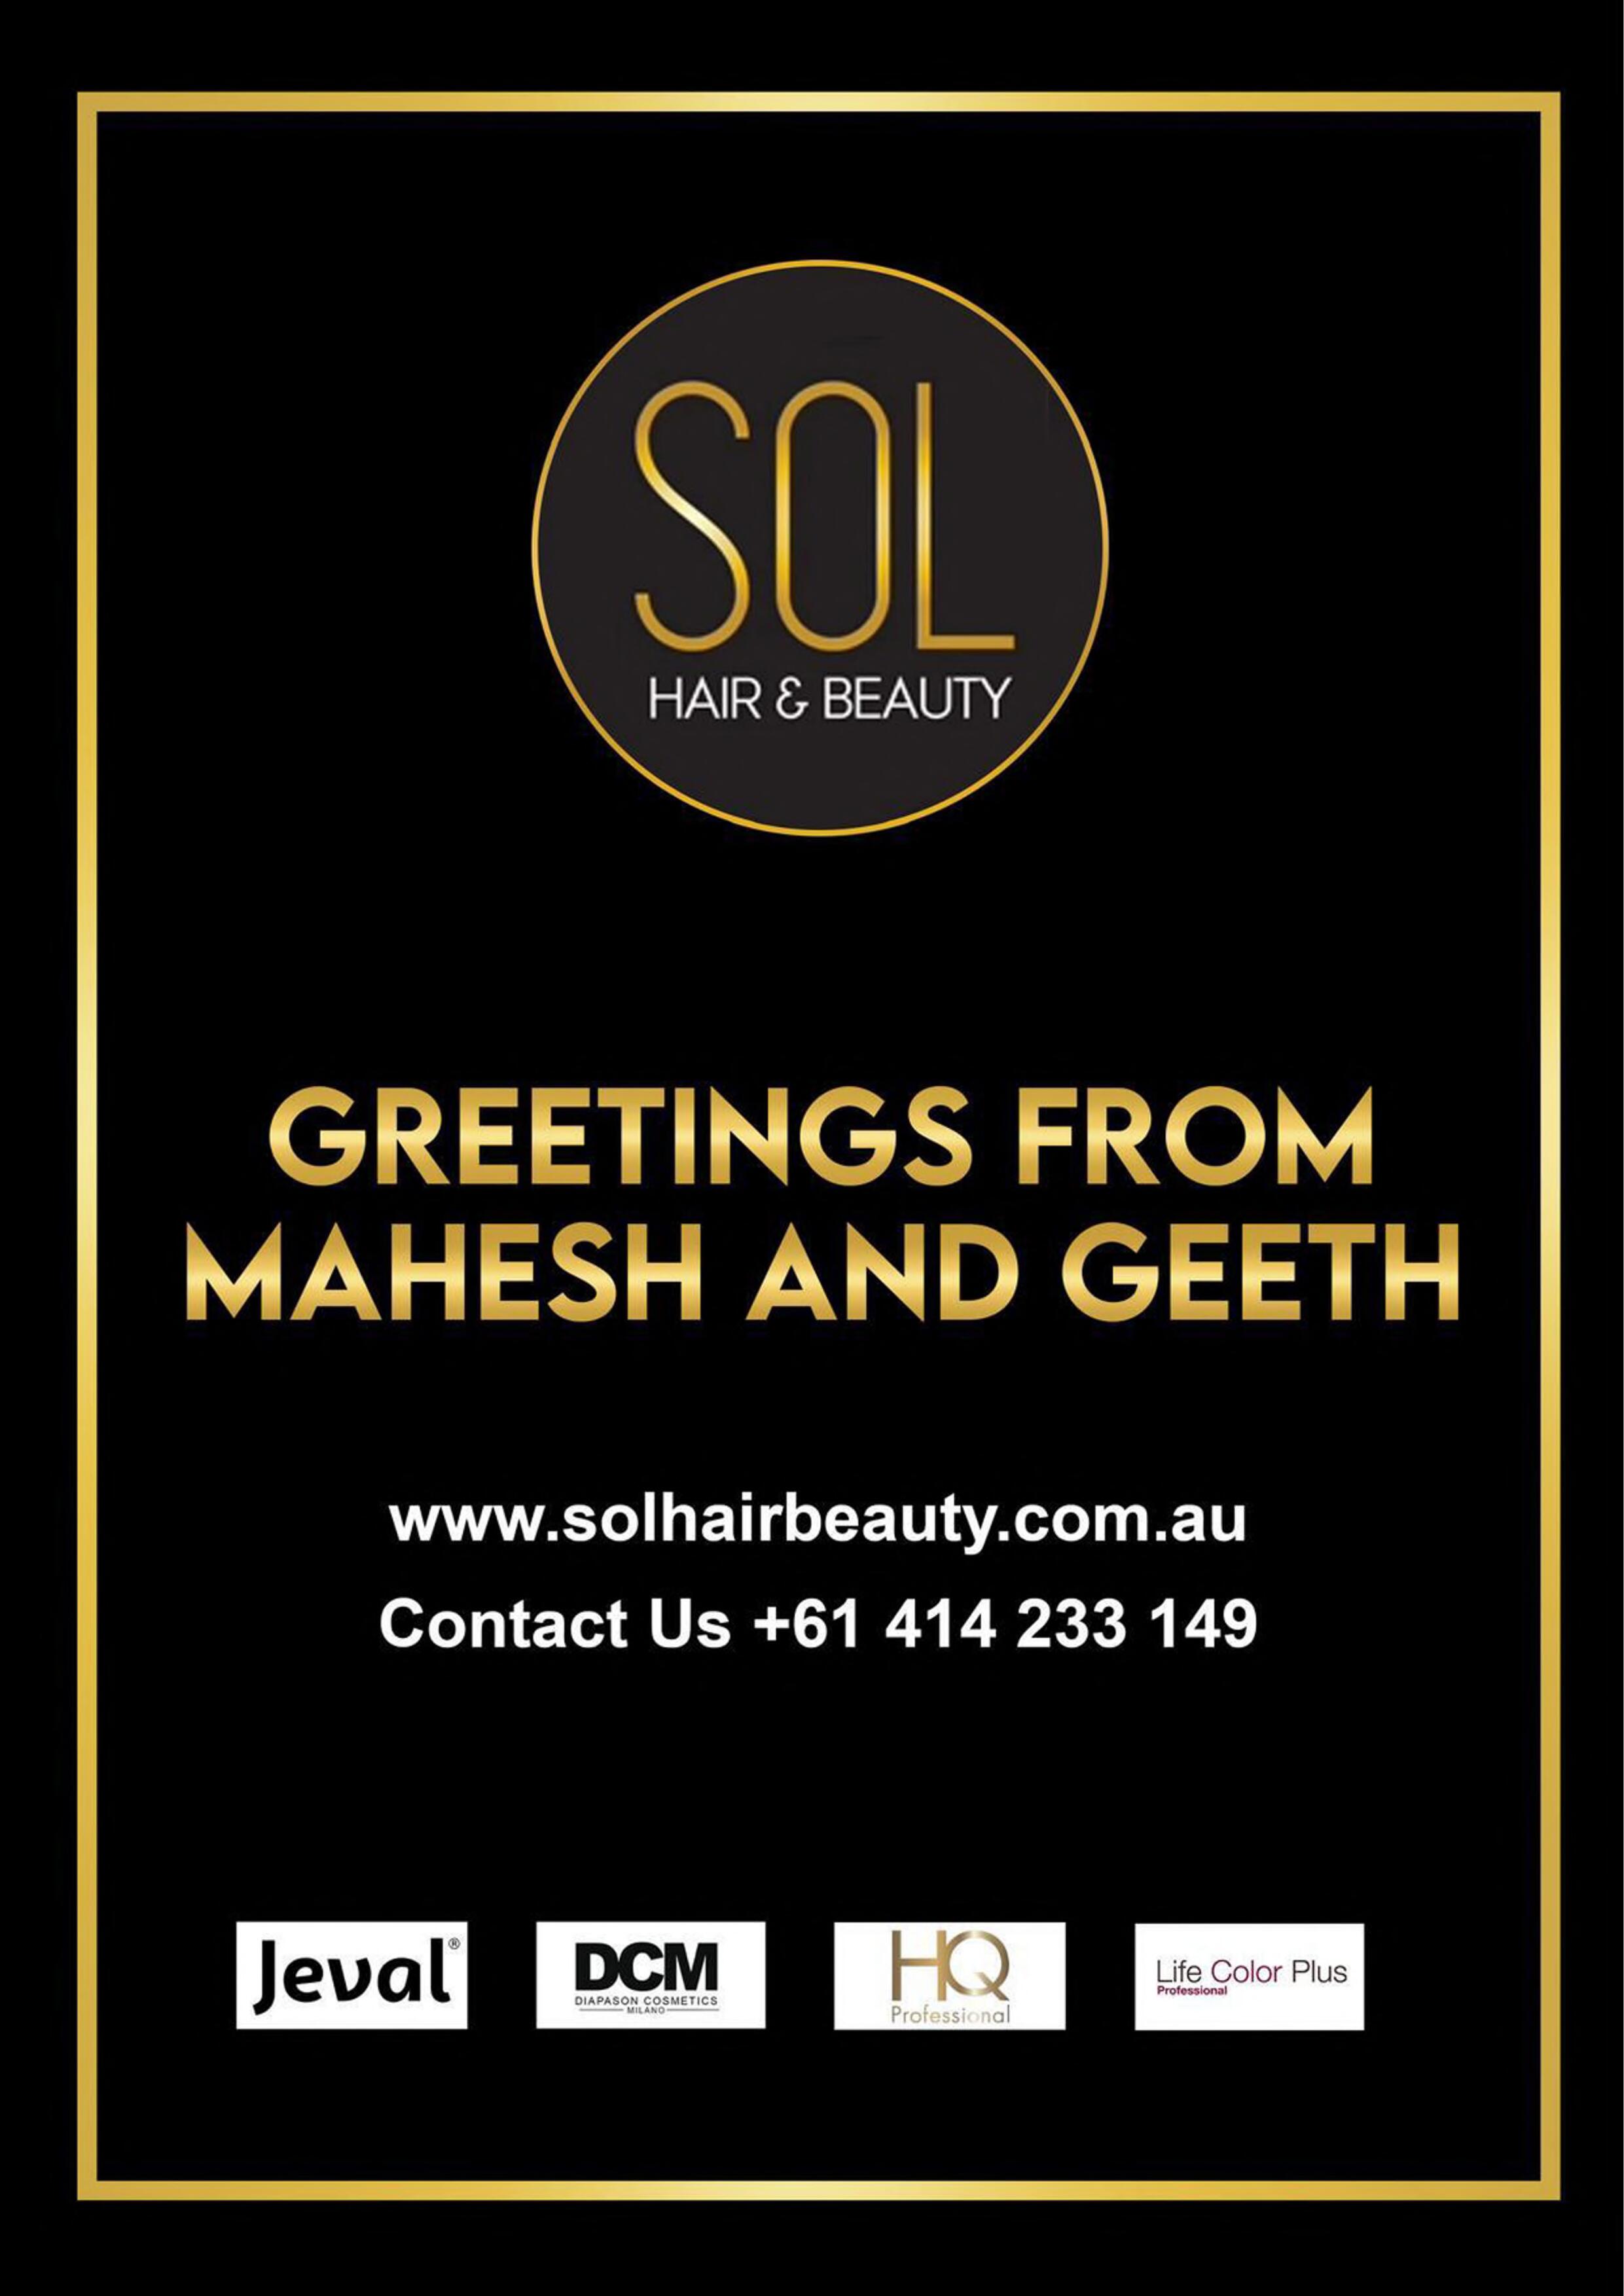 SOL
HAIR & BEAUTY
GREETINGS FROM
MAHESH AND GEETH
www.solhairbeauty.com.au
Contact Us +61 414 233 149
Jeval®
DCM
DIAPASON COSMETICS
MILANO
HQ
Professional
Life Color Plus
Professional